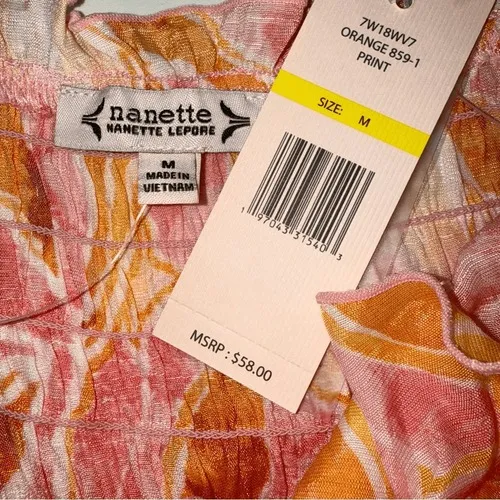 nanette
NANETTE LEPORE
M
MADE IN
VIETNAM
7W18WV7
ORANGE 859-1
PRINT
SIZE: M
1 97043 31540 3
MSRP : $58.00